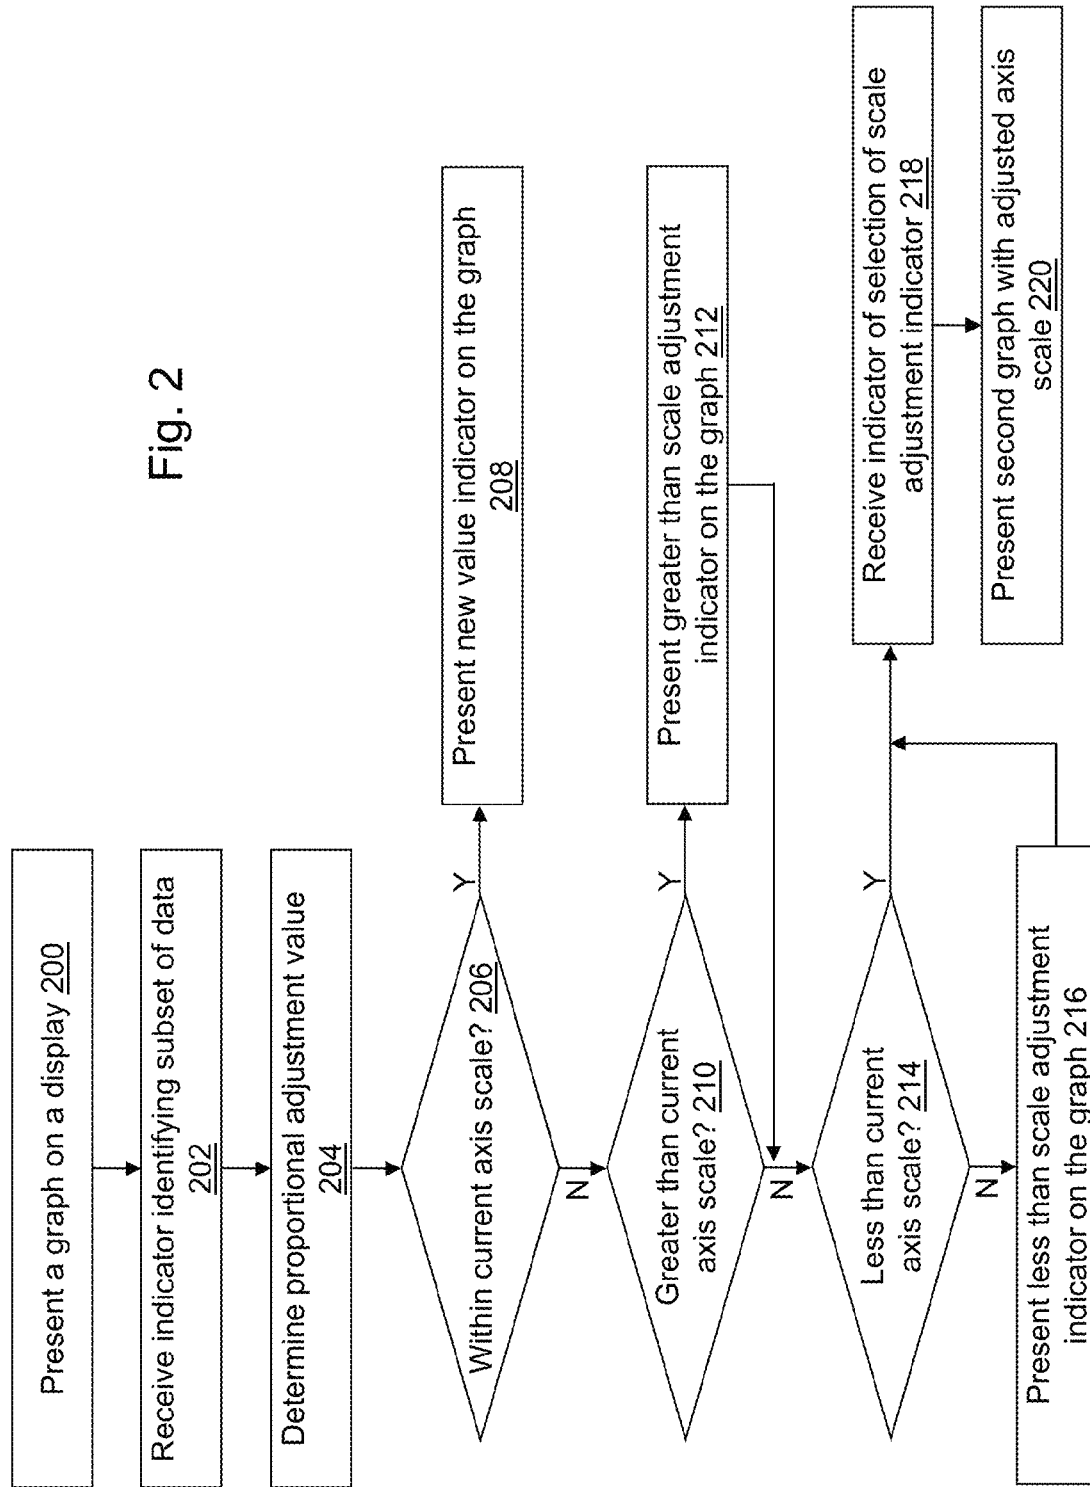 Fig. 2
Present a graph on a display 200
Receive indicator identifying subset of data
202
Determine proportional adjustment value
204
Within current axis scale? 206
Y
N
Present new value indicator on the graph
208
Greater than current
axis scale? 210
Y
N
Present greater than scale adjustment
indicator on the graph 212
Less than current
axis scale? 214
Y
N
Present less than scale adjustment
indicator on the graph 216
Receive indicator of selection of scale
adjustment indicator 218
Present second graph with adjusted axis
scale 220